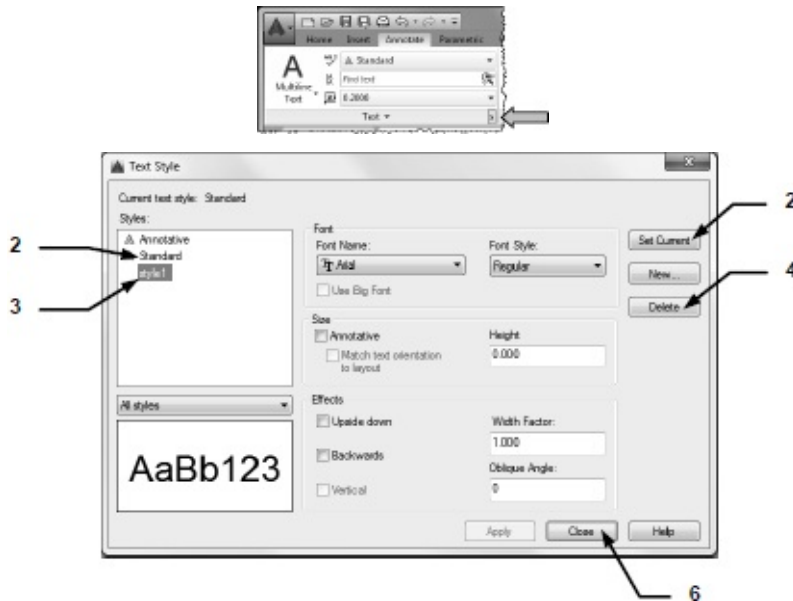 Home Insert Annotate Parametric
A Standard
Multiline Text
Find text
0.2000
Text
Text Style
Current text style: Standard
Styles:
Annotative
Standard
style1
All styles
AaBb123
Font
Font Name:
Font Style:
Arial
Regular
Use Big Font
Size
Annotative
Height
Match text orientation
to layout
0.000
Effects
Upside down
Width Factor:
1.000
Backwards
Oblique Angle:
Vertical
0
Set Current
New...
Delete
Apply
Close
Help
2
3
2
4
6